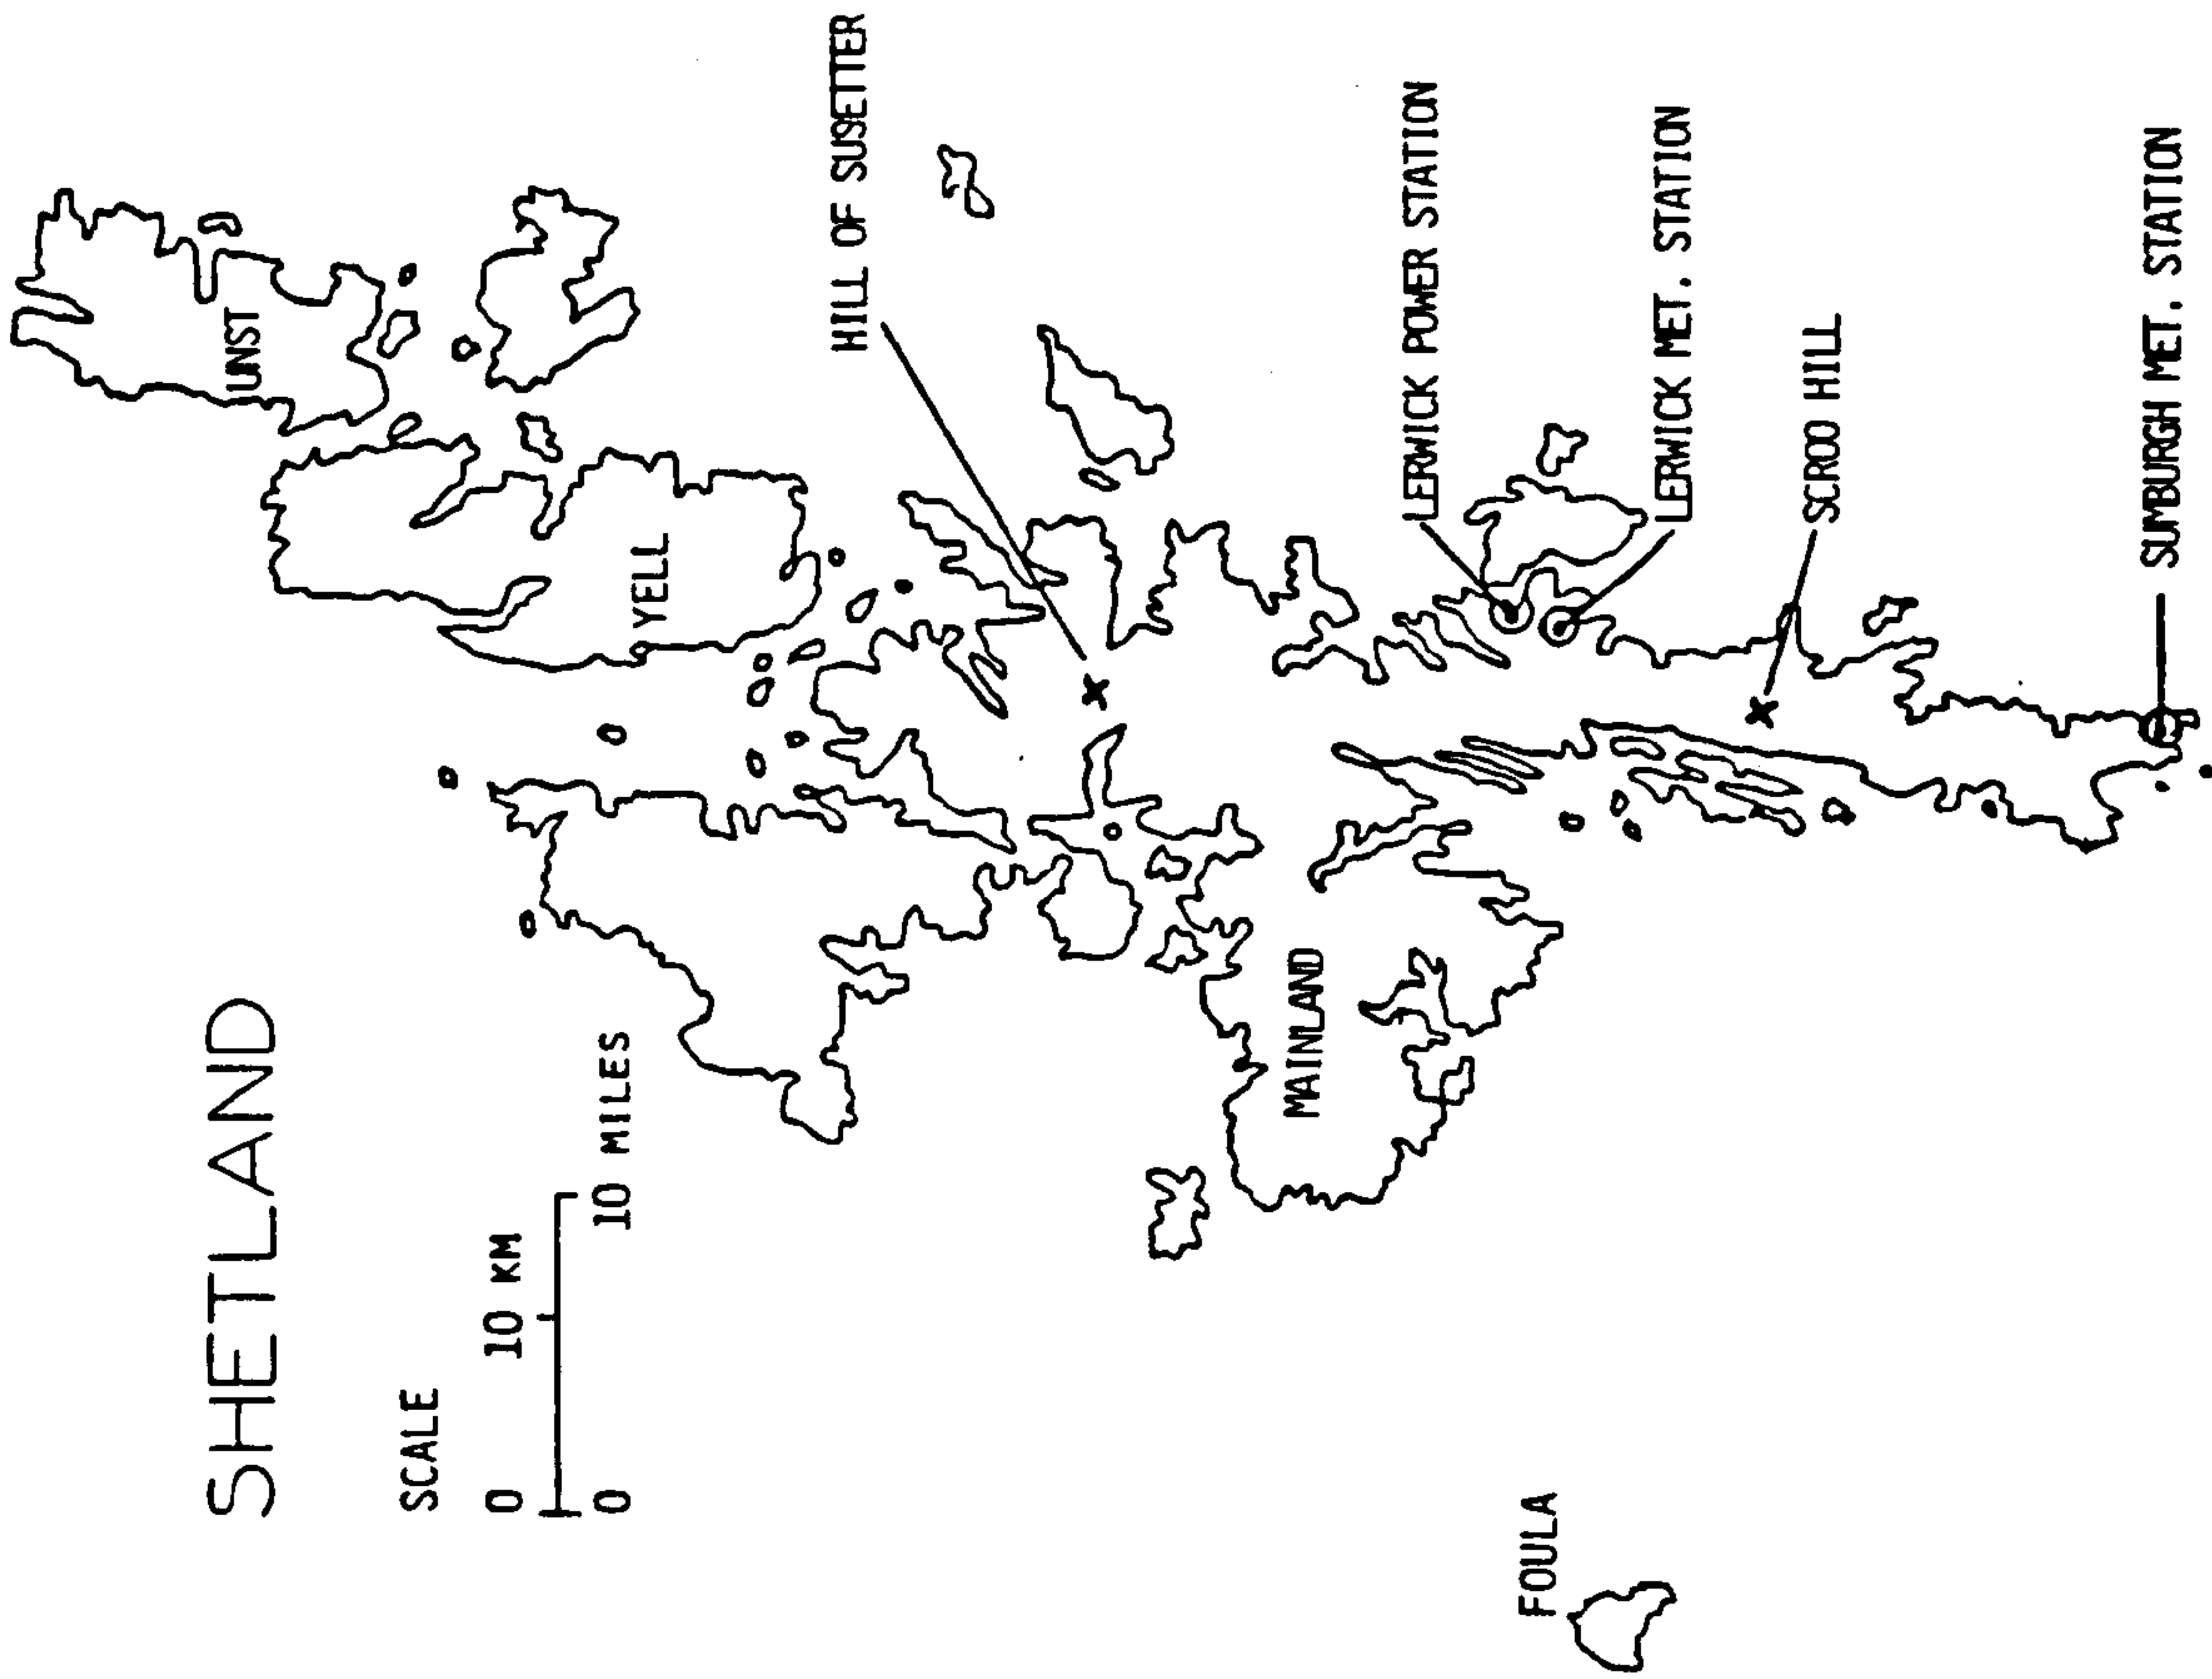 SHETLAND
SCALE
0 10 KM
0 10 MILES
UNST
YELL
HILL OF SUSETTER
MAINLAND
LERWICK POWER STATION
LERWICK MET. STATION
SCROO HILL
SUMBURGH MET. STATION
FOULA